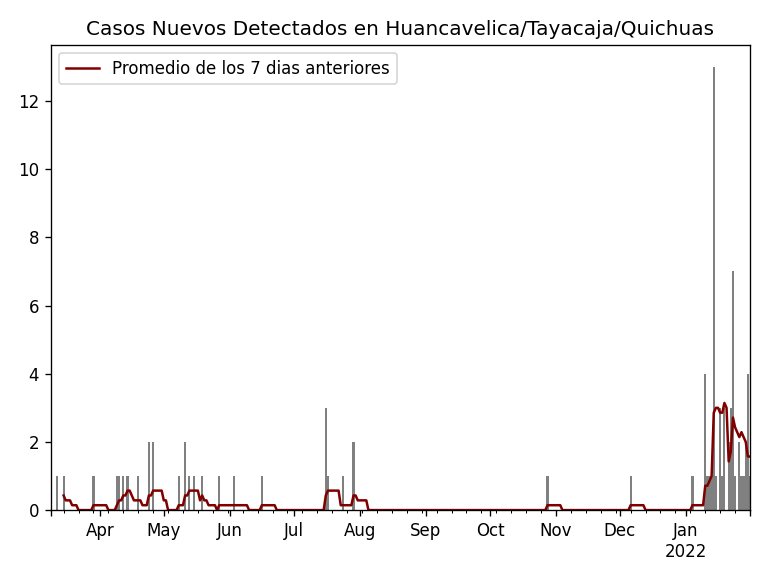 Casos Nuevos Detectados en Huancavelica/Tayacaja/Quichuas
Promedio de los 7 dias anteriores
12
10
8
6
4
2
0
Apr May Jun Jul Aug Sep Oct Nov Dec Jan
2022